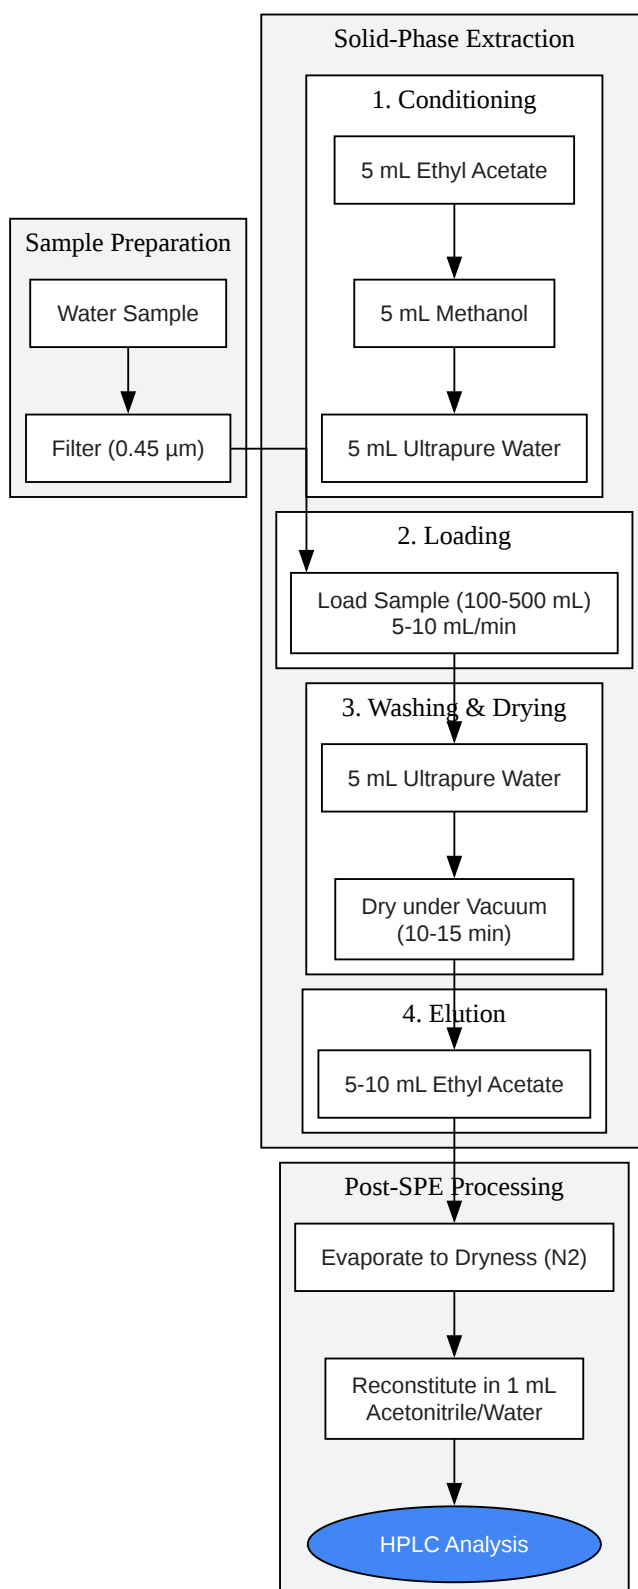 Solid-Phase Extraction
1. Conditioning
5 mL Ethyl Acetate
5 mL Methanol
5 mL Ultrapure Water
Sample Preparation
Water Sample
Filter (0.45 µm)
2. Loading
Load Sample (100-500 mL)
5-10 mL/min
3. Washing & Drying
5 mL Ultrapure Water
Dry under Vacuum
(10-15 min)
4. Elution
5-10 mL Ethyl Acetate
Post-SPE Processing
Evaporate to Dryness (N2)
Reconstitute in 1 mL
Acetonitrile/Water
HPLC Analysis